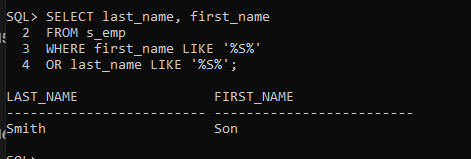 SQL> SELECT last_name, first_name
2 FROM s_emp
3 WHERE first_name LIKE '%S%'
4 OR last_name LIKE '%S%';
LAST_NAME FIRST_NAME
------------------------- -------------------------
Smith Son